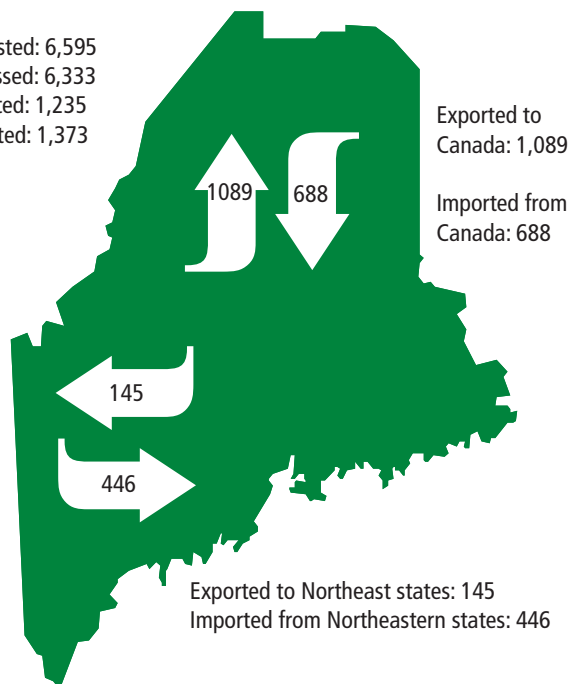 sted: 6,595
ssed: 6,333
ted: 1,235
ted: 1,373
Exported to
Canada: 1,089
Imported from
Canada: 688
1089
688
145
446
Exported to Northeast states: 145
Imported from Northeastern states: 446